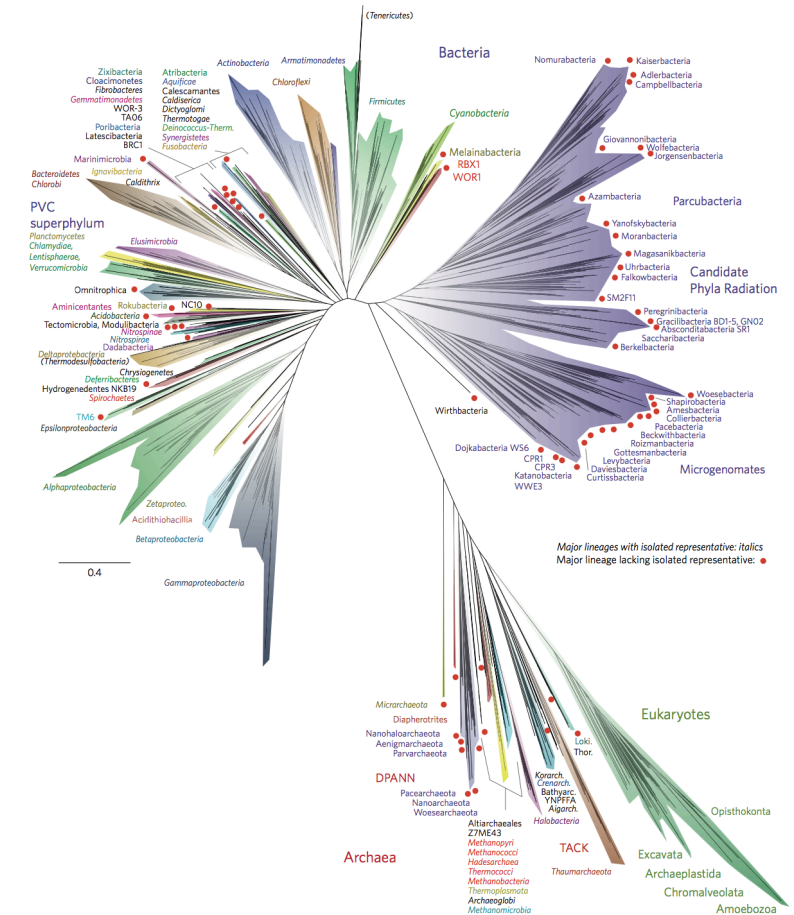 (Tenericutes)
Bacteria
Zixibacteria
Cloacimonetes
Fibrobacteres
Gemmatimonadetes
WOR-3
TA06
Poribacteria
Latescibacteria
BRC1
Atribacteria
Aquificae
Calescamantes
Caldiserica
Dictyoglomi
Thermotogae
Deinococcus-Therm.
Synergistetes
Fusobacteria
Actinobacteria
Armatimonadetes
Chloroflexi
Firmicutes
Cyanobacteria
Melainabacteria
RBX1
WOR1
Nomurabacteria
Kaiserbacteria
Adlerbacteria
Campbellbacteria
Giovannonibacteria
Wolfebacteria
Jorgensenbacteria
Azambacteria
Parcubacteria
Yanofskybacteria
Moranbacteria
Magasanikbacteria
Uhrbacteria
Falkowbacteria
Candidate
Phyla Radiation
SM2F11
Peregrinibacteria
Gracilibacteria BD1-5, GN02
Absconditabacteria SR1
Saccharibacteria
Berkelbacteria
Marinimicrobia
Ignavibacteria
Bacteroidetes
Chlorobi
Caldithrix
PVC
superphylum
Planctomycetes
Chlamydiae,
Lentisphaerae,
Verrucomicrobia
Elusimicrobia
Omnitrophica
Aminicentantes
Rokubacteria
NC10
Acidobacteria
Tectomicrobia, Modulibacteria
Nitrospinae
Nitrospirae
Dadabacteria
Deltaproteobacteria
(Thermodesulfobacteria)
Chrysiogenetes
Deferribacteres
Hydrogenedentes NKB19
Spirochaetes
TM6
Epsilonproteobacteria
Wirthbacteria
Woesebacteria
Shapirobacteria
Amesbacteria
Collierbacteria
Pacebacteria
Beckwithbacteria
Roizmanbacteria
Gottesmanbacteria
Levybacteria
Daviesbacteria
Curtissbacteria
Microgenomates
Dojkabacteria WS6
CPR1
CPR3
Katanobacteria
WWE3
Alphaproteobacteria
Zetaproteo.
Acidithiobacillia
Betaproteobacteria
Gammaproteobacteria
0.4
Major lineages with isolated representative: italics
Major lineage lacking isolated representative:
Micrarchaeota
Diapherotrites
Nanohaloarchaeota
Aenigmarchaeota
Parvarchaeota
DPANN
Pacearchaeota
Nanoarchaeota
Woesearchaeota
Archaea
Altiarchaeales
Z7ME43
Methanopyri
Methanococci
Hadesarchaea
Thermococci
Methanobacteria
Thermoplasmata
Archaeoglobi
Methanomicrobia
Halobacteria
Korarch.
Crenarch.
Bathyarc.
YNPFFA
Aigarch.
TACK
Thaumarchaeota
Loki.
Thor.
Eukaryotes
Opisthokonta
Excavata
Archaeplastida
Chromalveolata
Amoebozoa